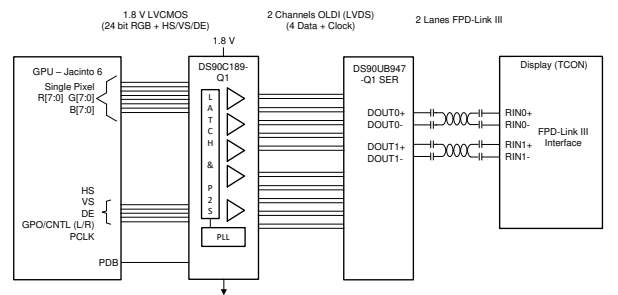 1.8 V LVCMOS
(24 bit RGB + HS/VS/DE)
2 Channels OLDI (LVDS)
(4 Data + Clock)
2 Lanes FPD-Link III
1.8 V
GPU – Jacinto 6
Single Pixel
R[7:0] G[7:0]
B[7:0]
HS
VS
DE
GPO/CNTL (L/R)
PCLK
PDB
DS90C189-
Q1
L
A
T
C
H
&
P
2
S
PLL
DS90UB947
-Q1 SER
DOUT0+
DOUT0-
DOUT1+
DOUT1-
Display (TCON)
RIN0+
RIN0-
RIN1+
RIN1-
FPD-Link III
Interface